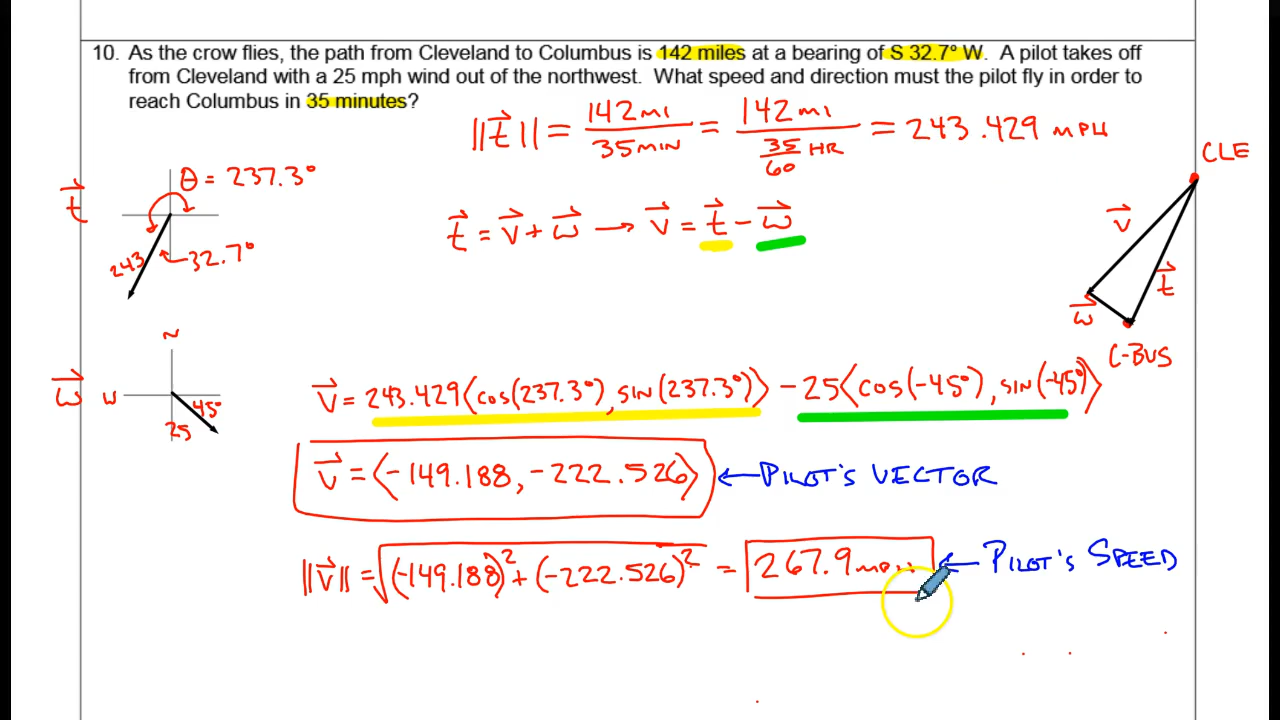 10. As the crow flies, the path from Cleveland to Columbus is 142 miles at a bearing of S 32.7° W. A pilot takes off
from Cleveland with a 25 mph wind out of the northwest. What speed and direction must the pilot fly in order to
reach Columbus in 35 minutes?
||t⃗|| = 142 MI / 35 MIN = 142 MI / (35/60 HR) = 243.429 MPH
CLE
t⃗
θ = 237.3°
243
32.7°
t⃗ = v⃗ + w⃗ → v⃗ = t⃗ - w⃗
v⃗
t⃗
w⃗
C-BUS
N
w⃗
W
45°
25
v⃗ = 243.429⟨cos(237.3°), sin(237.3°)⟩ - 25⟨cos(-45°), sin(-45°)⟩
v⃗ = ⟨-149.188, -222.526⟩ ← PILOT'S VECTOR
||v⃗|| = √((-149.188)² + (-222.526)²) = 267.9 MPH ← PILOT'S SPEED